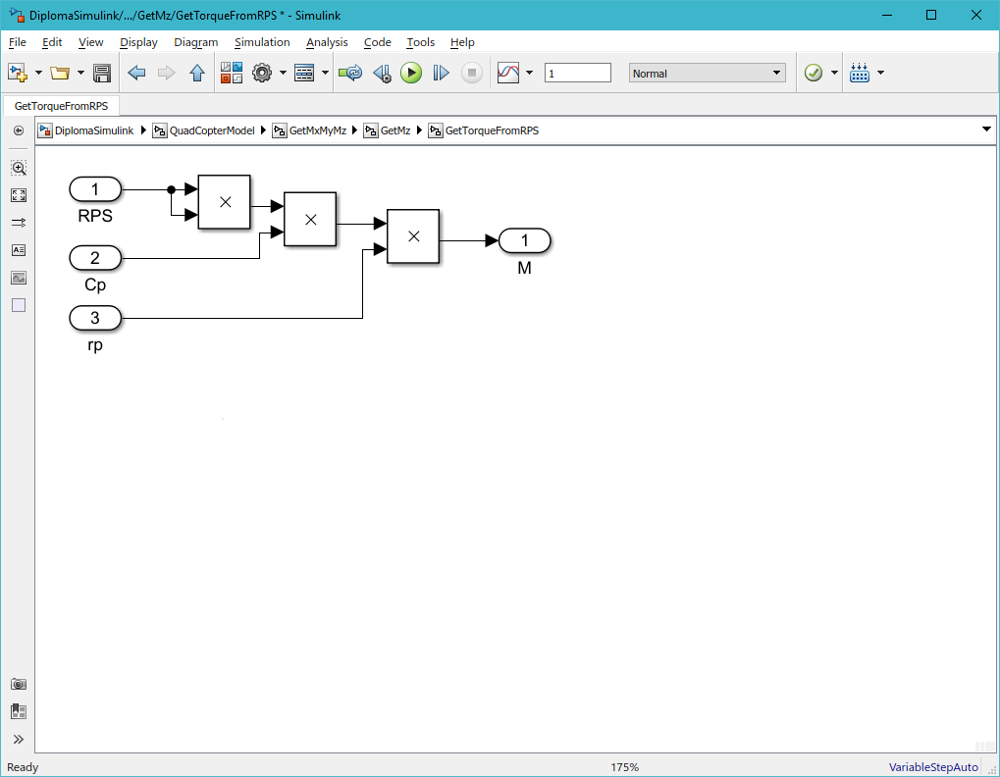 DiplomaSimulink/.../GetMz/GetTorqueFromRPS * - Simulink
File Edit View Display Diagram Simulation Analysis Code Tools Help
1 Normal
GetTorqueFromRPS
DiplomaSimulink QuadCopterModel GetMxMyMz GetMz GetTorqueFromRPS
1
RPS
2
Cp
3
rp
1
M
Ready 175% VariableStepAuto